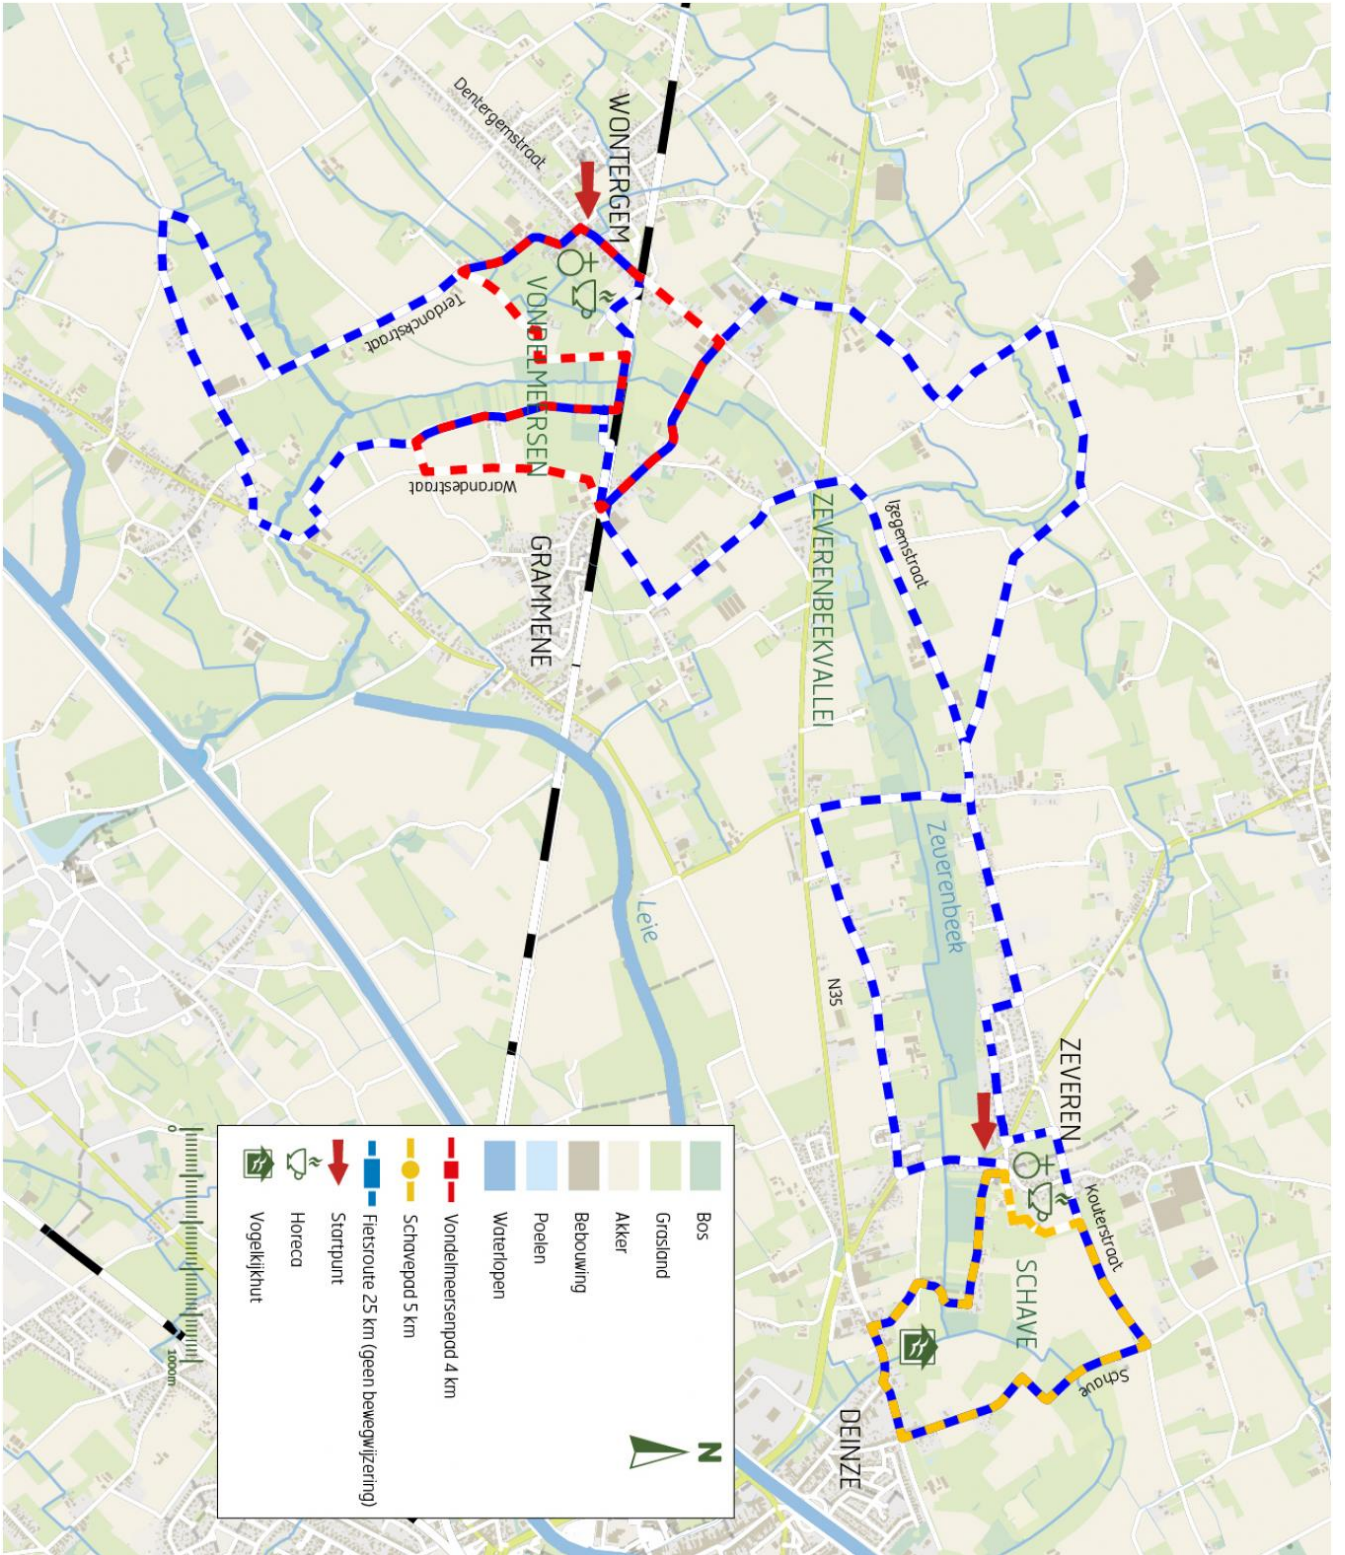 WONTERGEM
Dentergemstraat
VONDELMEERSEN
Terdonckstraat
Warandestraat
GRAMMENE
ZEVERENBEEKVALLEI
Izegemstraat
Zeverenbeek
Leie
N35
ZEVEREN
Kouterstraat
SCHAVE
Schave
DEINZE
N
Bos
Grasland
Akker
Bebouwing
Poelen
Waterlopen
Vondelmeersenpad 4 km
Schavepad 5 km
Fietsroute 25 km (geen bewegwijzering)
Startpunt
Horeca
Vogelkijkhut
0
1000m